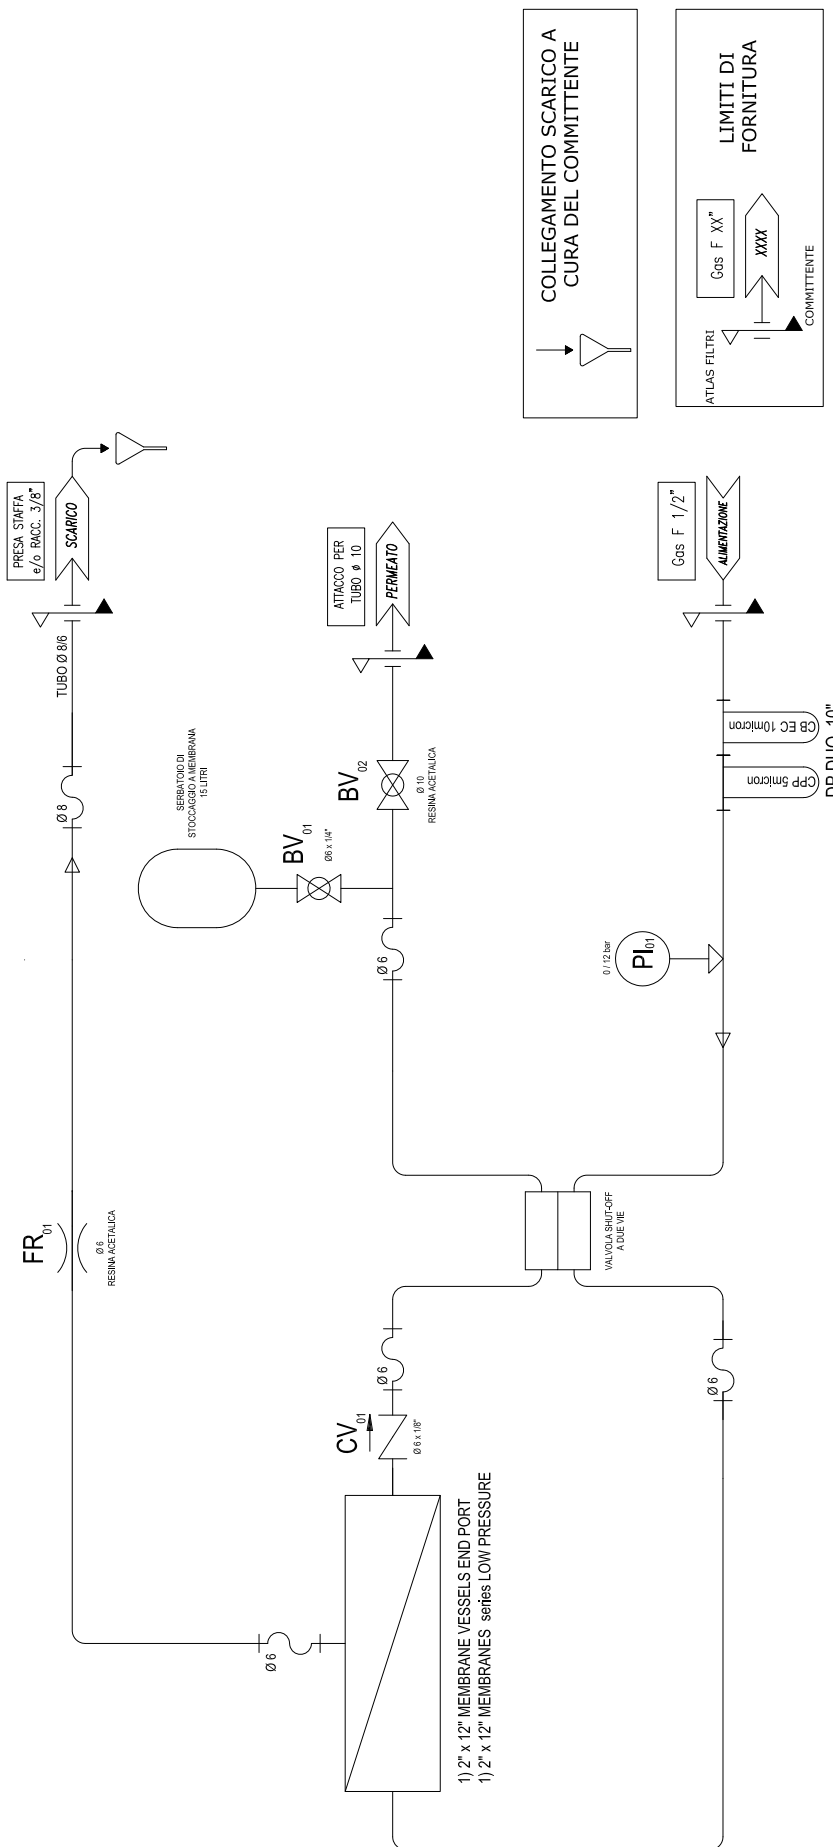 COLLEGAMENTO SCARICO A
CURA DEL COMMITTENTE
LIMITI DI
FORNITURA
Gas F XX"
XXXX
ATLAS FILTRI
COMMITTENTE
PRESA STAFFA
e/o RACC. 3/8"
SCARICO
TUBO Ø 8/6
Ø 8
FR01
Ø 6
RESINA ACETALICA
Ø 6
ATTACCO PER
TUBO ø 10
PERMEATO
SERBATOIO DI
STOCCAGGIO A MEMBRANA
15 LITRI
BV01
Ø6 x 1/4"
BV02
Ø 10
RESINA ACETALICA
Ø 6
Gas F 1/2"
ALIMENTAZIONE
CB EC 10micron
CPP 5micron
DP DUO 10"
0 / 12 bar
PI01
VALVOLA SHUT-OFF
A DUE VIE
Ø 6
CV01
Ø 6 x 1/8"
Ø 6
1) 2" x 12" MEMBRANE VESSELS END PORT
1) 2" x 12" MEMBRANES series LOW PRESSURE